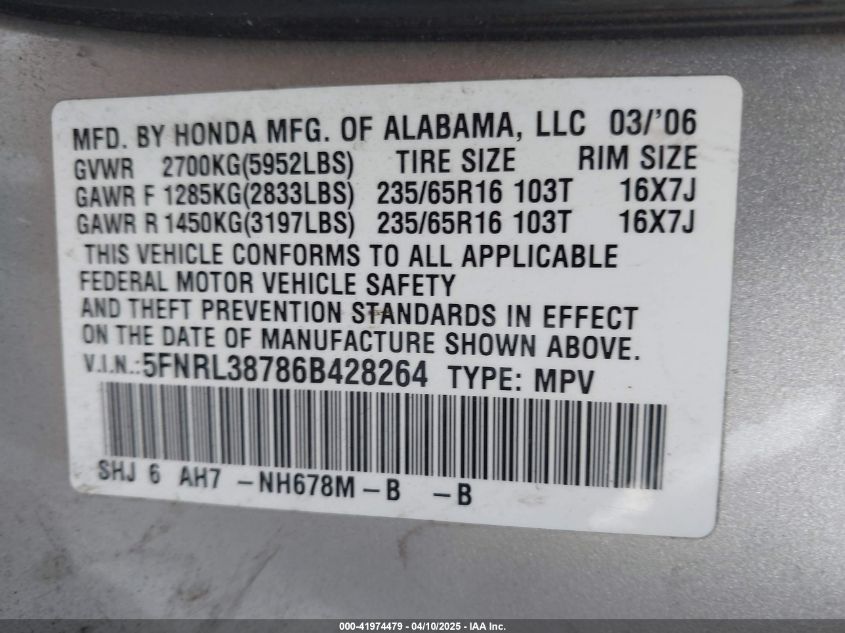 MFD. BY HONDA MFG. OF ALABAMA, LLC 03/'06
GVWR 2700KG(5952LBS) TIRE SIZE RIM SIZE
GAWR F 1285KG(2833LBS) 235/65R16 103T 16X7J
GAWR R 1450KG(3197LBS) 235/65R16 103T 16X7J
THIS VEHICLE CONFORMS TO ALL APPLICABLE
FEDERAL MOTOR VEHICLE SAFETY
AND THEFT PREVENTION STANDARDS IN EFFECT
ON THE DATE OF MANUFACTURE SHOWN ABOVE.
V.I.N.:5FNRL38786B428264 TYPE: MPV
SHJ 6 AH7 -NH678M-B -B
000-41974479 - 04/10/2025 - IAA Inc.